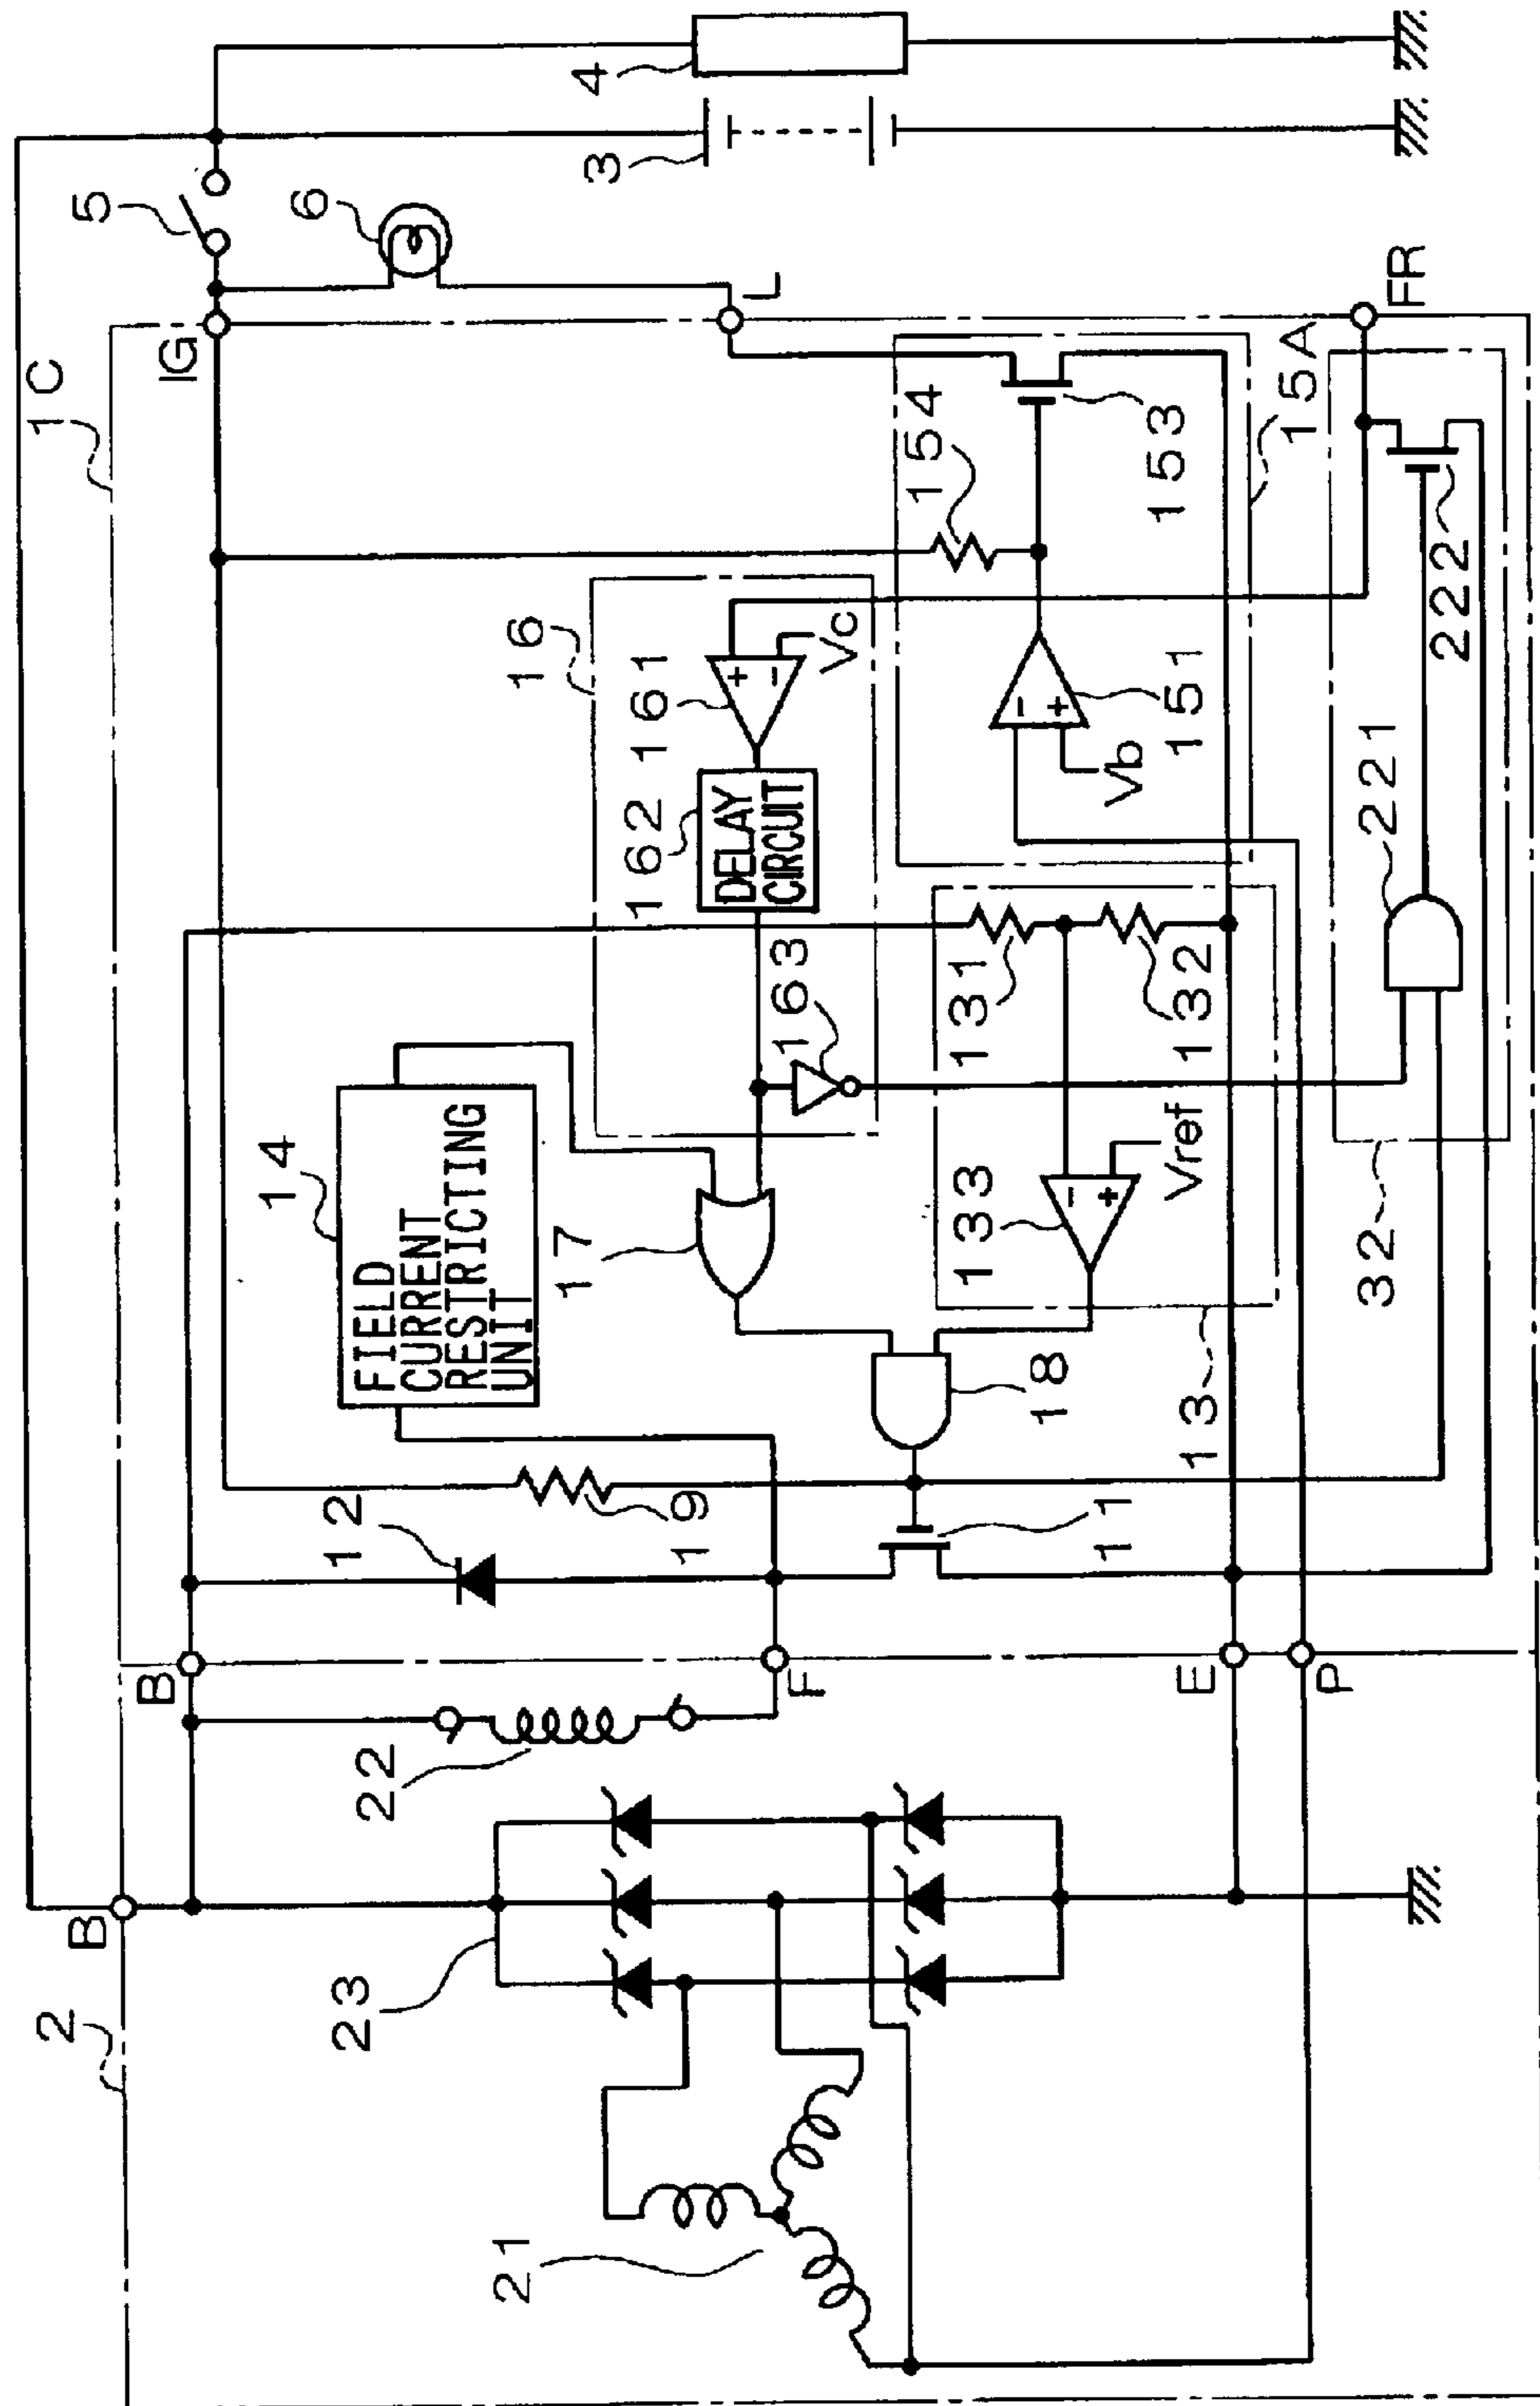 2
B
23
21
22
B
F
E
P
12
19
11
14
FIELD
CURRENT
RESTRICTING
UNIT
17
18
13
133
Vref
131
132
16
162
DELAY
CIRCUIT
161
Vc
163
154
151
Vb
153
15A
32
221
222
1C
IG
L
FR
5
6
3
4
+
−
−
+
−
+